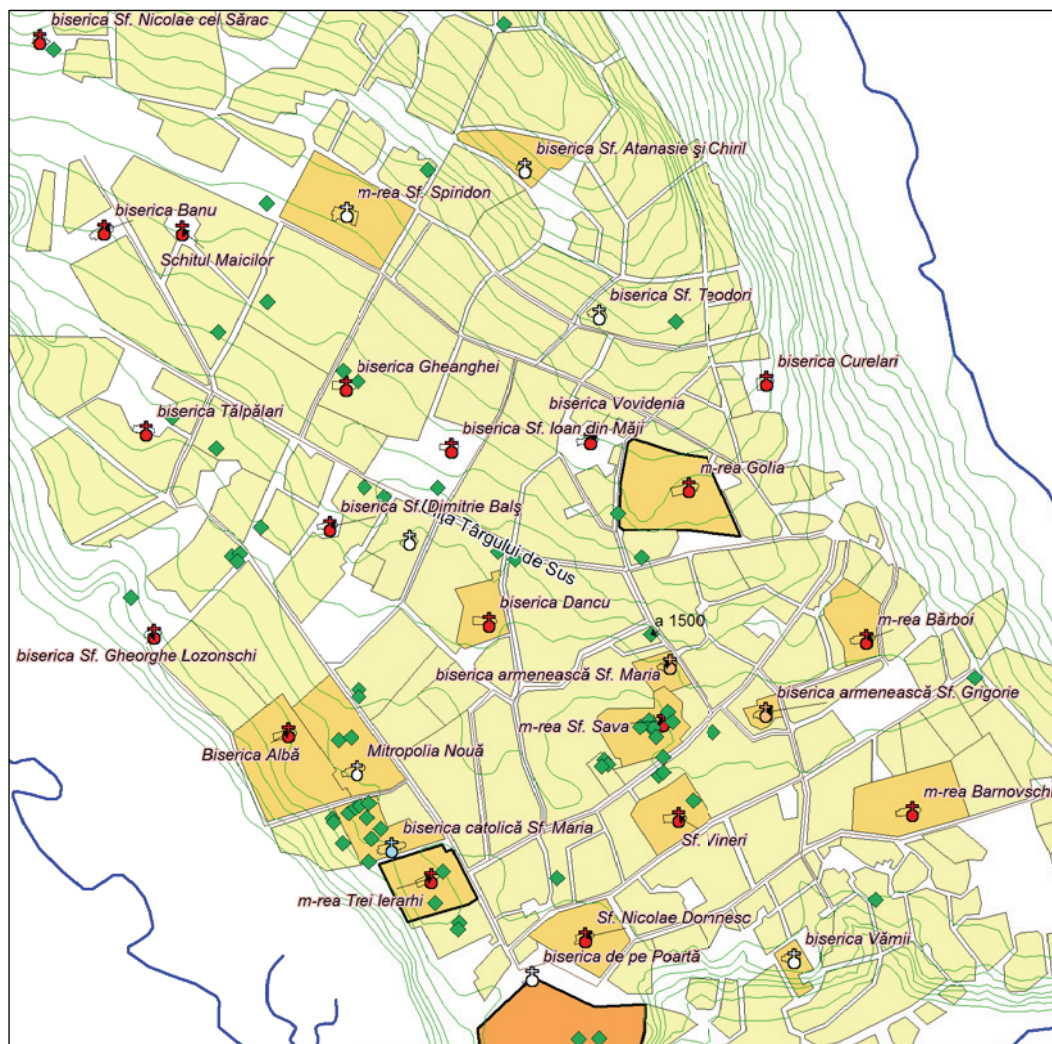 biserica Sf. Nicolae cel Sărac
biserica Sf. Atanasie şi Chiril
m-rea Sf. Spiridon
biserica Banu
Schitul Maicilor
biserica Sf. Teodori
biserica Curelari
biserica Gheanghei
biserica Vovidenia
biserica Tălpălari
biserica Sf. Ioan din Măji
m-rea Golia
biserica Sf. Dimitrie Balş
Târgului de Sus
biserica Dancu
a 1500
m-rea Bărboi
biserica Sf. Gheorghe Lozonschi
biserica armenească Sf. Maria
biserica armenească Sf. Grigorie
m-rea Sf. Sava
Biserica Albă
Mitropolia Nouă
m-rea Barnovschi
biserica catolică Sf. Maria
Sf. Vineri
m-rea Trei Ierarhi
Sf. Nicolae Domnesc
biserica Vămii
biserica de pe Poartă